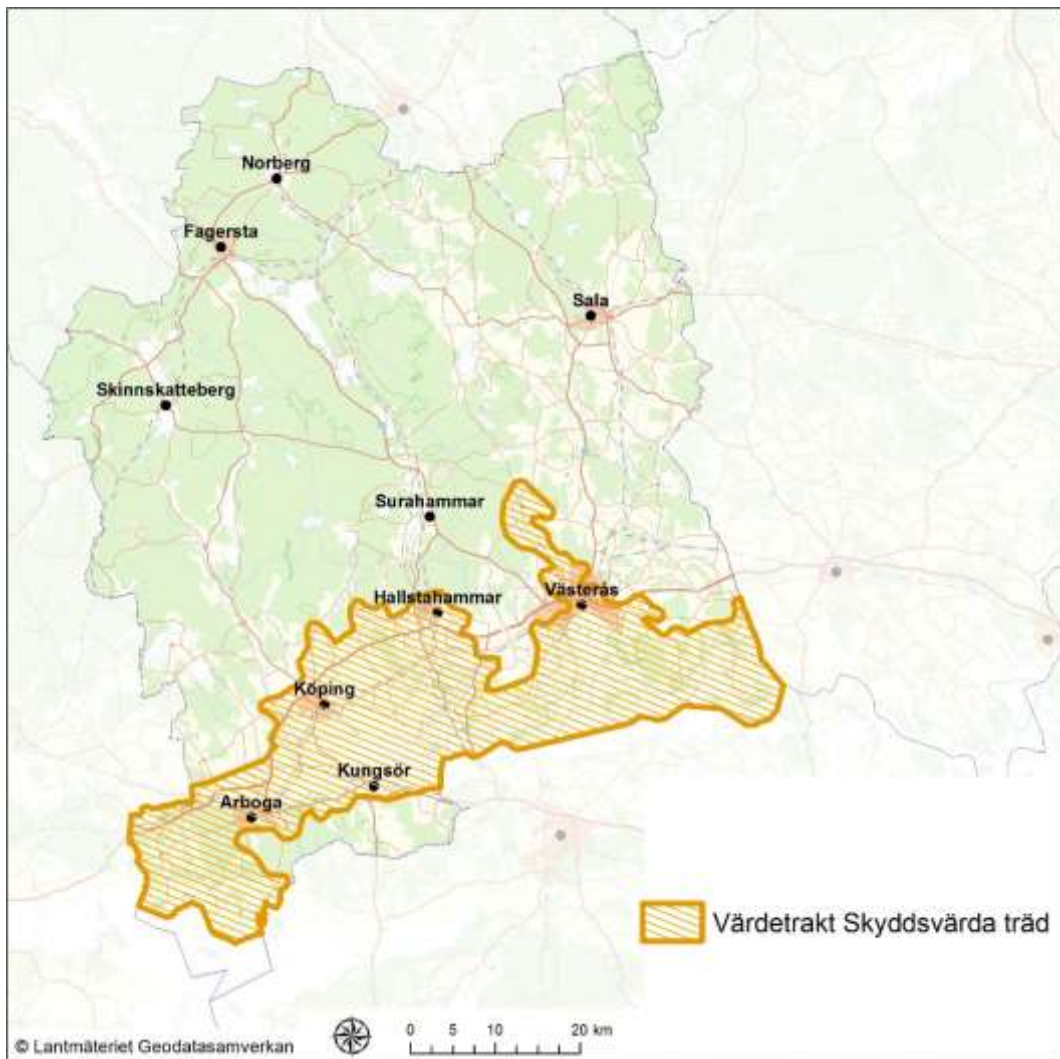 Norberg
Fagersta
Sala
Skinnskatteberg
Surahammar
Västerås
Hallstahammar
Köping
Kungsör
Arboga
Värdetrakt Skyddsvärda träd
0 5 10 20 km
© Lantmäteriet Geodatasamverkan